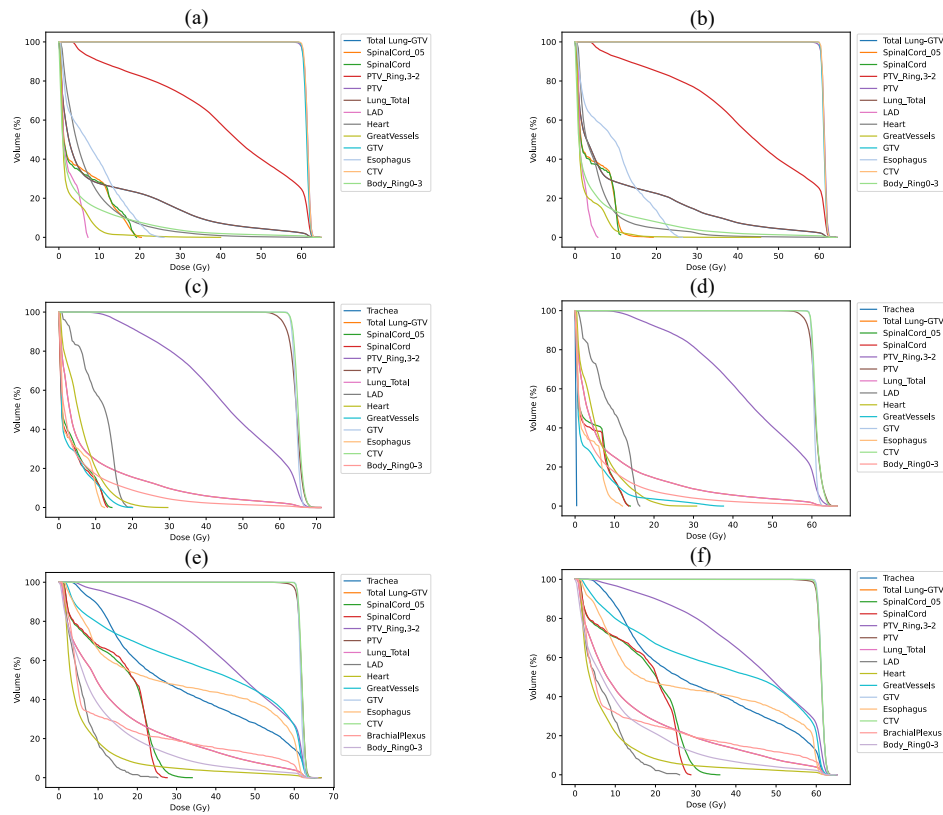 (a)
100
80
60
40
20
0
Volume (%)
0 10 20 30 40 50 60
Dose (Gy)
Total Lung-GTV
SpinalCord_05
SpinalCord
PTV_Ring.3-2
PTV
Lung_Total
LAD
Heart
GreatVessels
GTV
Esophagus
CTV
Body_Ring0-3
(b)
100
80
60
40
20
0
Volume (%)
0 10 20 30 40 50 60
Dose (Gy)
Total Lung-GTV
SpinalCord_05
SpinalCord
PTV_Ring.3-2
PTV
Lung_Total
LAD
Heart
GreatVessels
GTV
Esophagus
CTV
Body_Ring0-3
(c)
100
80
60
40
20
0
Volume (%)
0 10 20 30 40 50 60 70
Dose (Gy)
Trachea
Total Lung-GTV
SpinalCord_05
SpinalCord
PTV_Ring.3-2
PTV
Lung_Total
LAD
Heart
GreatVessels
GTV
Esophagus
CTV
Body_Ring0-3
(d)
100
80
60
40
20
0
Volume (%)
0 10 20 30 40 50 60
Dose (Gy)
Trachea
Total Lung-GTV
SpinalCord_05
SpinalCord
PTV_Ring.3-2
PTV
Lung_Total
LAD
Heart
GreatVessels
GTV
Esophagus
CTV
Body_Ring0-3
(e)
100
80
60
40
20
0
Volume (%)
0 10 20 30 40 50 60 70
Dose (Gy)
Trachea
Total Lung-GTV
SpinalCord_05
SpinalCord
PTV_Ring.3-2
PTV
Lung_Total
LAD
Heart
GreatVessels
GTV
Esophagus
CTV
BrachialPlexus
Body_Ring0-3
(f)
100
80
60
40
20
0
Volume (%)
0 10 20 30 40 50 60
Dose (Gy)
Trachea
Total Lung-GTV
SpinalCord_05
SpinalCord
PTV_Ring.3-2
PTV
Lung_Total
LAD
Heart
GreatVessels
GTV
Esophagus
CTV
BrachialPlexus
Body_Ring0-3